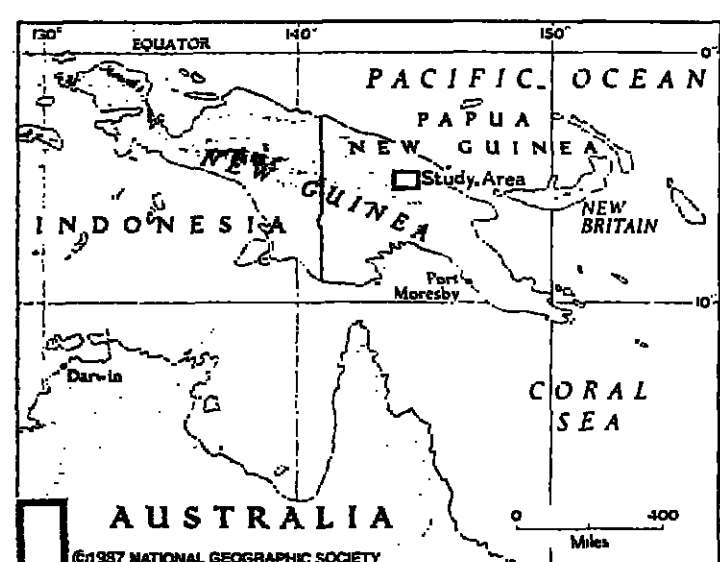 130°
140°
150°
EQUATOR
0°
PACIFIC OCEAN
PAPUA
NEW GUINEA
NEW GUINEA
Study Area
INDONESIA
NEW
BRITAIN
Port
Moresby
10°
Darwin
CORAL
SEA
AUSTRALIA
0 400
Miles
©1987 NATIONAL GEOGRAPHIC SOCIETY